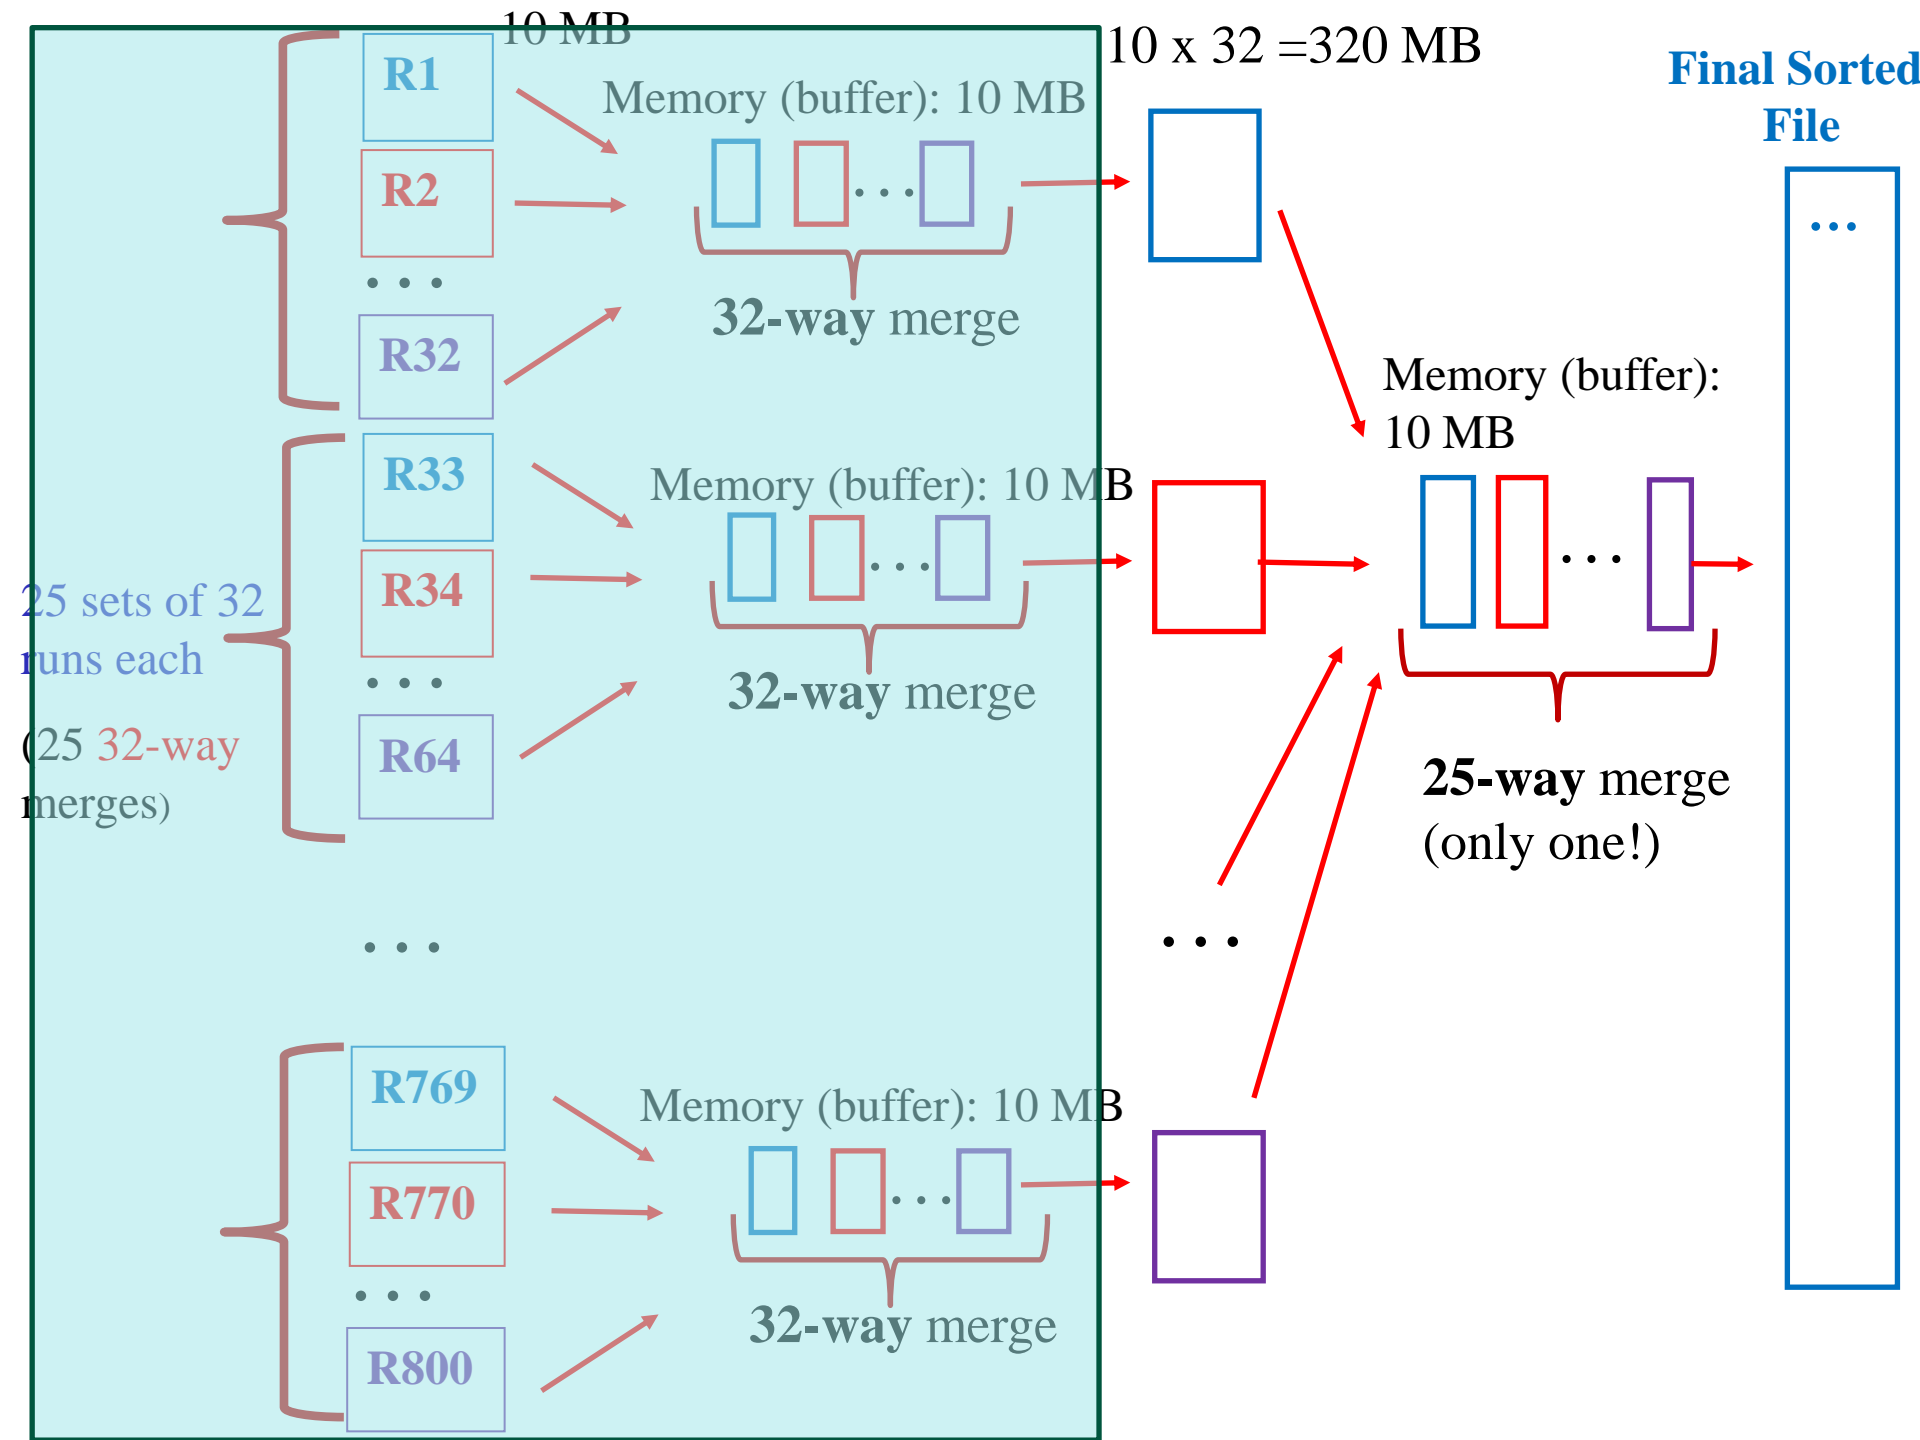 10 MB
10 x 32 =320 MB
Final Sorted
File
R1
Memory (buffer): 10 MB
R2
. . .
. . .
...
32-way merge
R32
Memory (buffer):
10 MB
R33
Memory (buffer): 10 MB
R34
. . .
. . .
25 sets of 32
runs each
. . .
32-way merge
(25 32-way
merges)
R64
25-way merge
(only one!)
. . .
. . .
R769
Memory (buffer): 10 MB
R770
. . .
. . .
32-way merge
R800